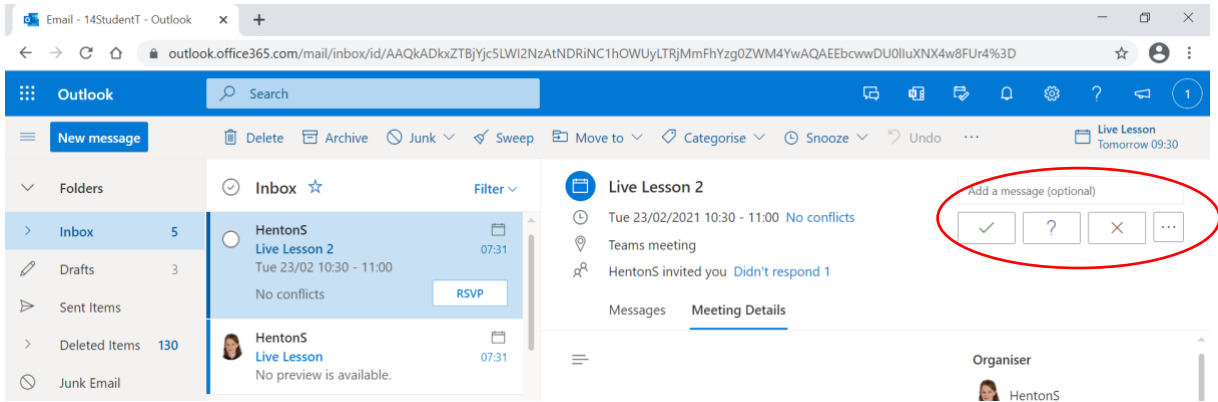 Email - 14StudentT - Outlook
outlook.office365.com/mail/inbox/id/AAQkADkxZTBjYjc5LWI2NzAtNDRiNC1hOWUyLTRjMmFhYzg0ZWM4YwAQAEEbcwwDU0lluXNX4w8FUr4%3D
Outlook
Search
1
New message
Delete Archive Junk Sweep Move to Categorise Snooze Undo ...
Live Lesson
Tomorrow 09:30
Folders
Inbox 5
Drafts 3
Sent Items
Deleted Items 130
Junk Email
Inbox
Filter
HentonS
Live Lesson 2 07:31
Tue 23/02 10:30 - 11:00
No conflicts RSVP
HentonS
Live Lesson 07:31
No preview is available.
Live Lesson 2
Tue 23/02/2021 10:30 - 11:00 No conflicts
Teams meeting
HentonS invited you Didn't respond 1
Messages Meeting Details
Add a message (optional)
?
...
Organiser
HentonS